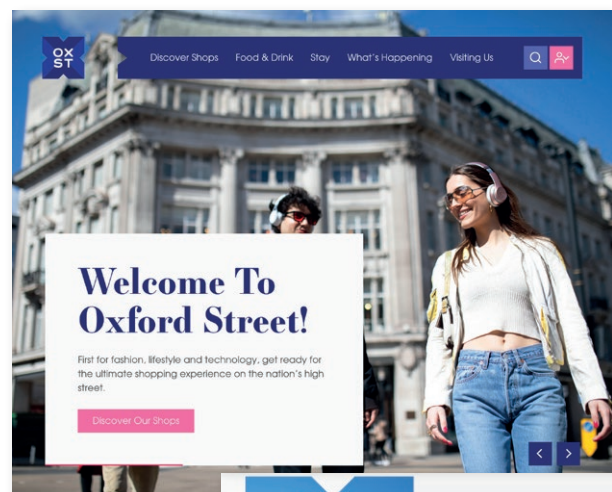 OX
ST
Discover Shops Food & Drink Stay What's Happening Visiting Us
Welcome To
Oxford Street!
First for fashion, lifestyle and technology, get ready for
the ultimate shopping experience on the nation's high
street.
Discover Our Shops